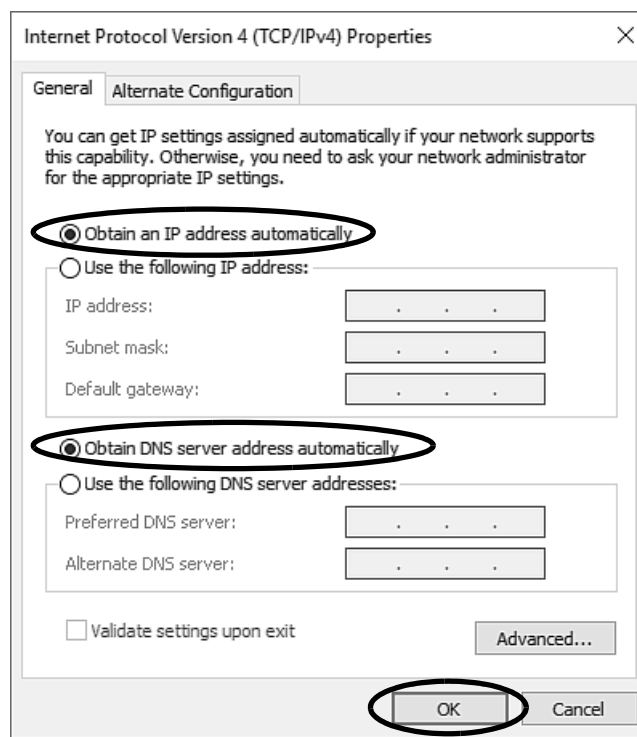 Internet Protocol Version 4 (TCP/IPv4) Properties
General
Alternate Configuration
You can get IP settings assigned automatically if your network supports
this capability. Otherwise, you need to ask your network administrator
for the appropriate IP settings.
Obtain an IP address automatically
Use the following IP address:
IP address:
Subnet mask:
Default gateway:
Obtain DNS server address automatically
Use the following DNS server addresses:
Preferred DNS server:
Alternate DNS server:
Validate settings upon exit
Advanced...
OK
Cancel